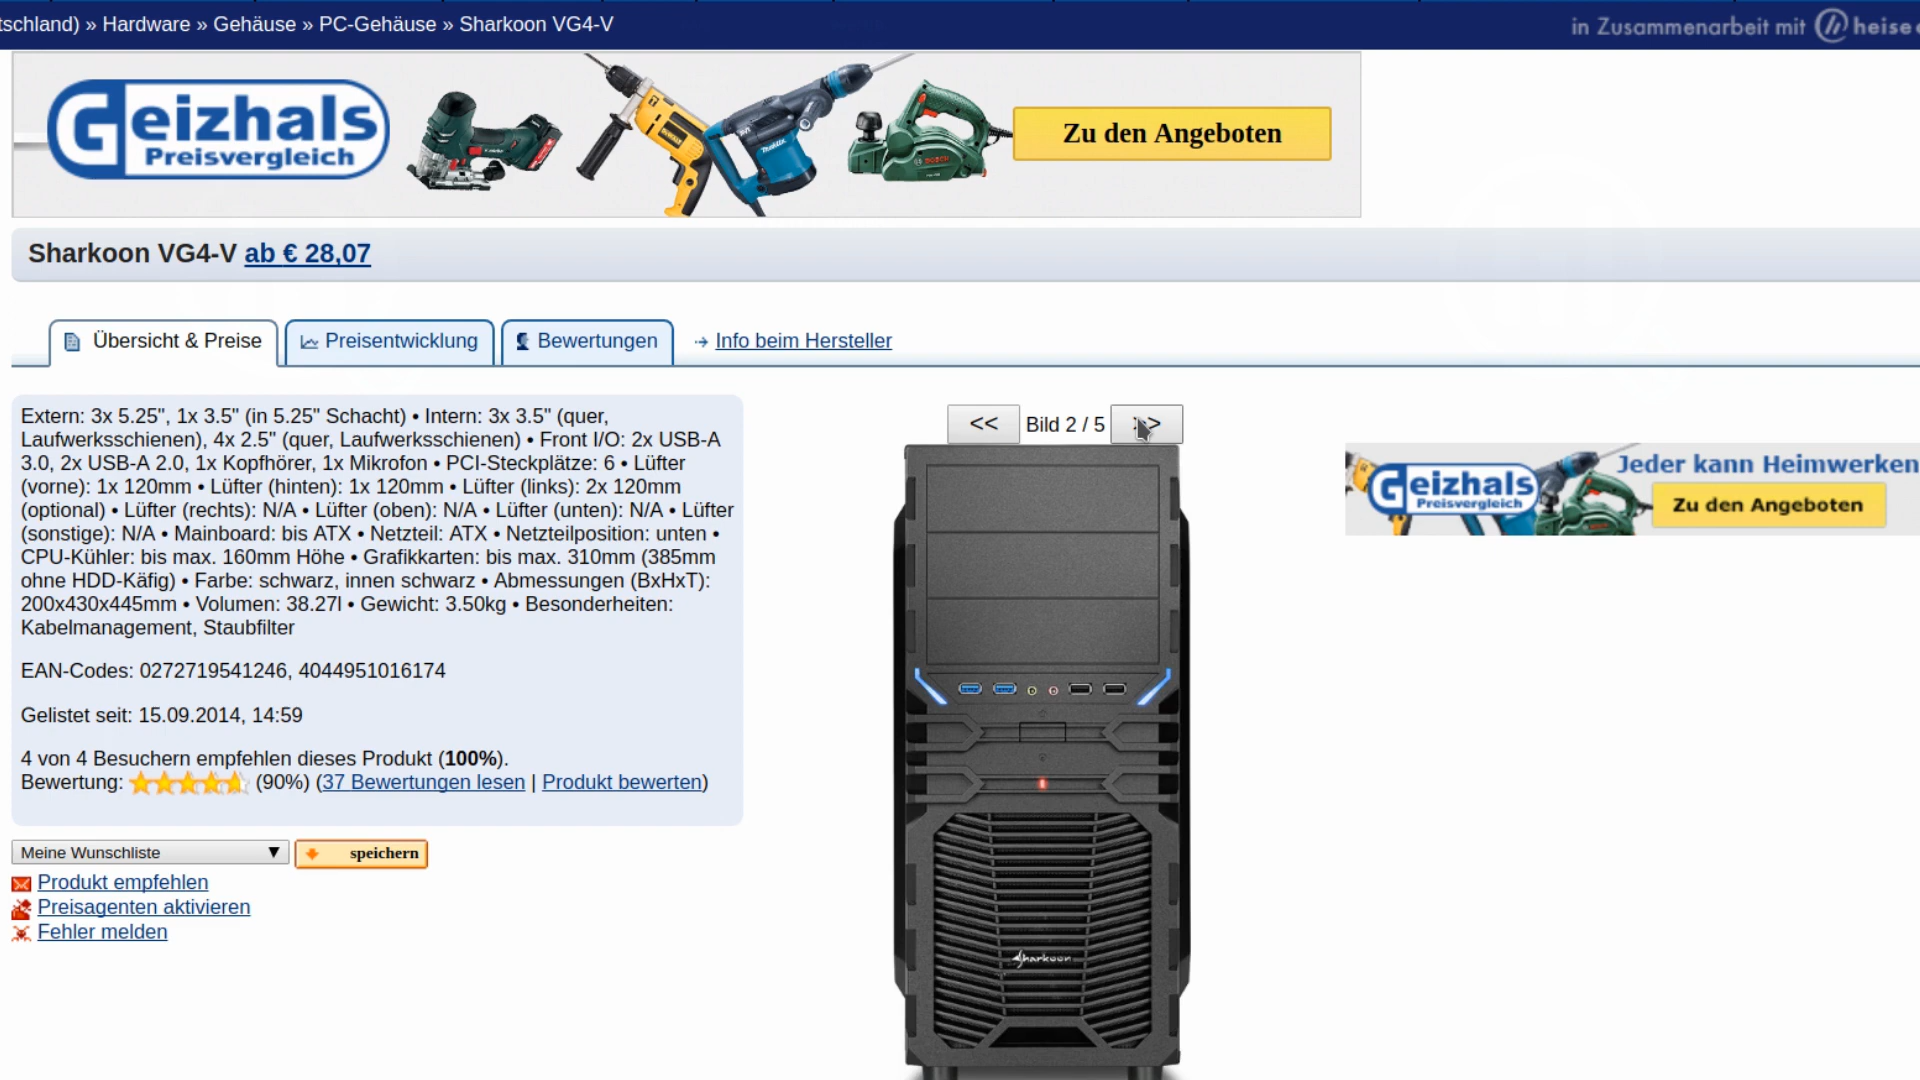 tschland) » Hardware » Gehäuse » PC-Gehäuse » Sharkoon VG4-V
in Zusammenarbeit mit heise
Geizhals
Preisvergleich
Zu den Angeboten
Sharkoon VG4-V ab € 28,07
Übersicht & Preise
Preisentwicklung
Bewertungen
Info beim Hersteller
Extern: 3x 5.25", 1x 3.5" (in 5.25" Schacht) • Intern: 3x 3.5" (quer,
Laufwerksschienen), 4x 2.5" (quer, Laufwerksschienen) • Front I/O: 2x USB-A
3.0, 2x USB-A 2.0, 1x Kopfhörer, 1x Mikrofon • PCI-Steckplätze: 6 • Lüfter
(vorne): 1x 120mm • Lüfter (hinten): 1x 120mm • Lüfter (links): 2x 120mm
(optional) • Lüfter (rechts): N/A • Lüfter (oben): N/A • Lüfter (unten): N/A • Lüfter
(sonstige): N/A • Mainboard: bis ATX • Netzteil: ATX • Netzteilposition: unten •
CPU-Kühler: bis max. 160mm Höhe • Grafikkarten: bis max. 310mm (385mm
ohne HDD-Käfig) • Farbe: schwarz, innen schwarz • Abmessungen (BxHxT):
200x430x445mm • Volumen: 38.27l • Gewicht: 3.50kg • Besonderheiten:
Kabelmanagement, Staubfilter
EAN-Codes: 0272719541246, 4044951016174
Gelistet seit: 15.09.2014, 14:59
4 von 4 Besuchern empfehlen dieses Produkt (100%).
Bewertung: (90%) (37 Bewertungen lesen | Produkt bewerten)
Meine Wunschliste
speichern
Produkt empfehlen
Preisagenten aktivieren
Fehler melden
<< Bild 2 / 5 >>
Sharkoon
Jeder kann Heimwerken
Geizhals
Preisvergleich
Zu den Angeboten